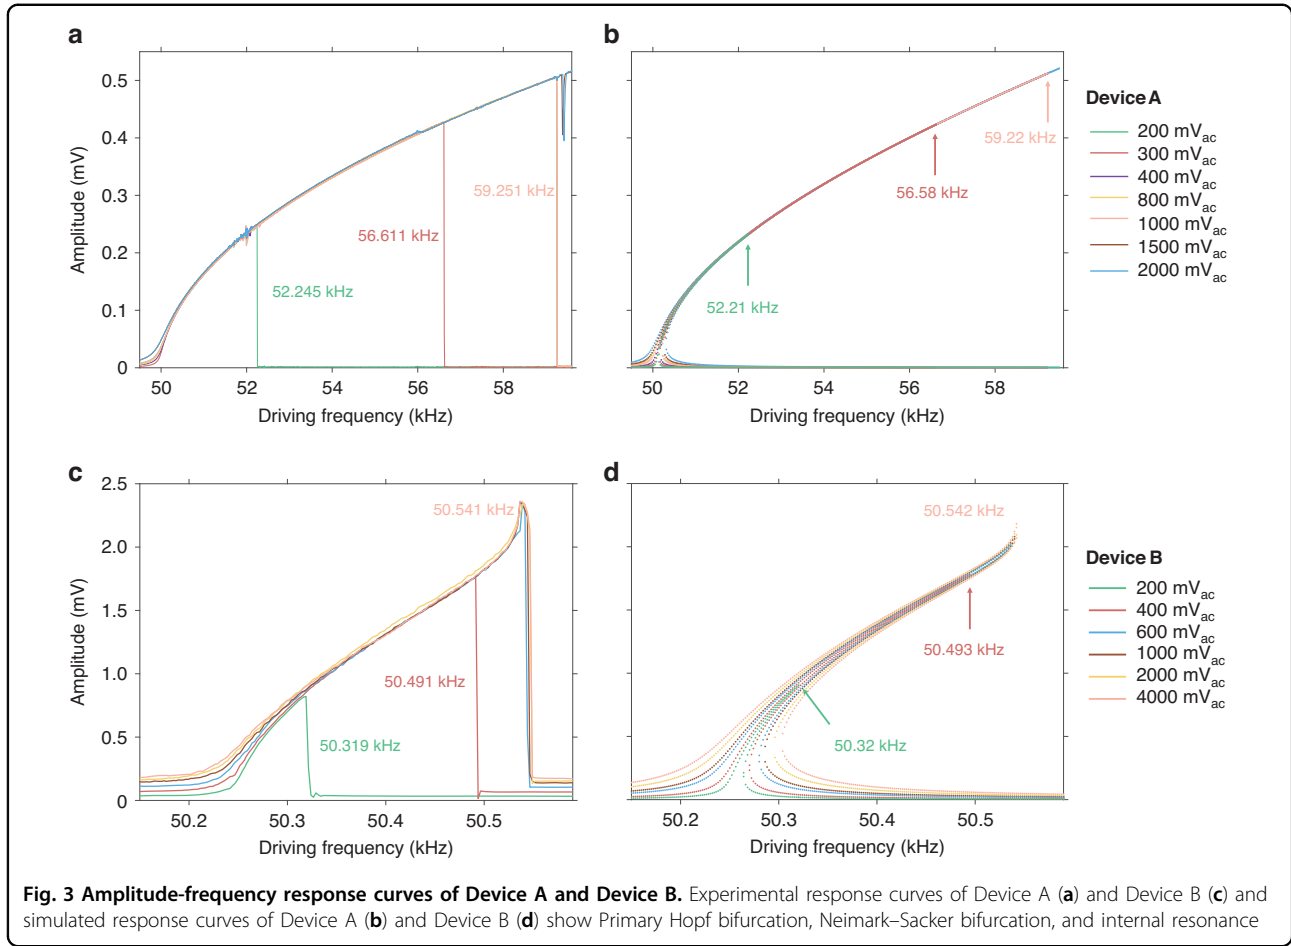 a
0.5
0.4
0.3
0.2
0.1
0
Amplitude (mV)
59.251 kHz
56.611 kHz
52.245 kHz
50 52 54 56 58
Driving frequency (kHz)
b
59.22 kHz
56.58 kHz
52.21 kHz
50 52 54 56 58
Driving frequency (kHz)
Device A
200 mVac
300 mVac
400 mVac
800 mVac
1000 mVac
1500 mVac
2000 mVac
c
2.5
2.0
1.5
1.0
0.5
0
Amplitude (mV)
50.541 kHz
50.491 kHz
50.319 kHz
50.2 50.3 50.4 50.5
Driving frequency (kHz)
d
50.542 kHz
50.493 kHz
50.32 kHz
50.2 50.3 50.4 50.5
Driving frequency (kHz)
Device B
200 mVac
400 mVac
600 mVac
1000 mVac
2000 mVac
4000 mVac
Fig. 3 Amplitude-frequency response curves of Device A and Device B. Experimental response curves of Device A (a) and Device B (c) and
simulated response curves of Device A (b) and Device B (d) show Primary Hopf bifurcation, Neimark–Sacker bifurcation, and internal resonance